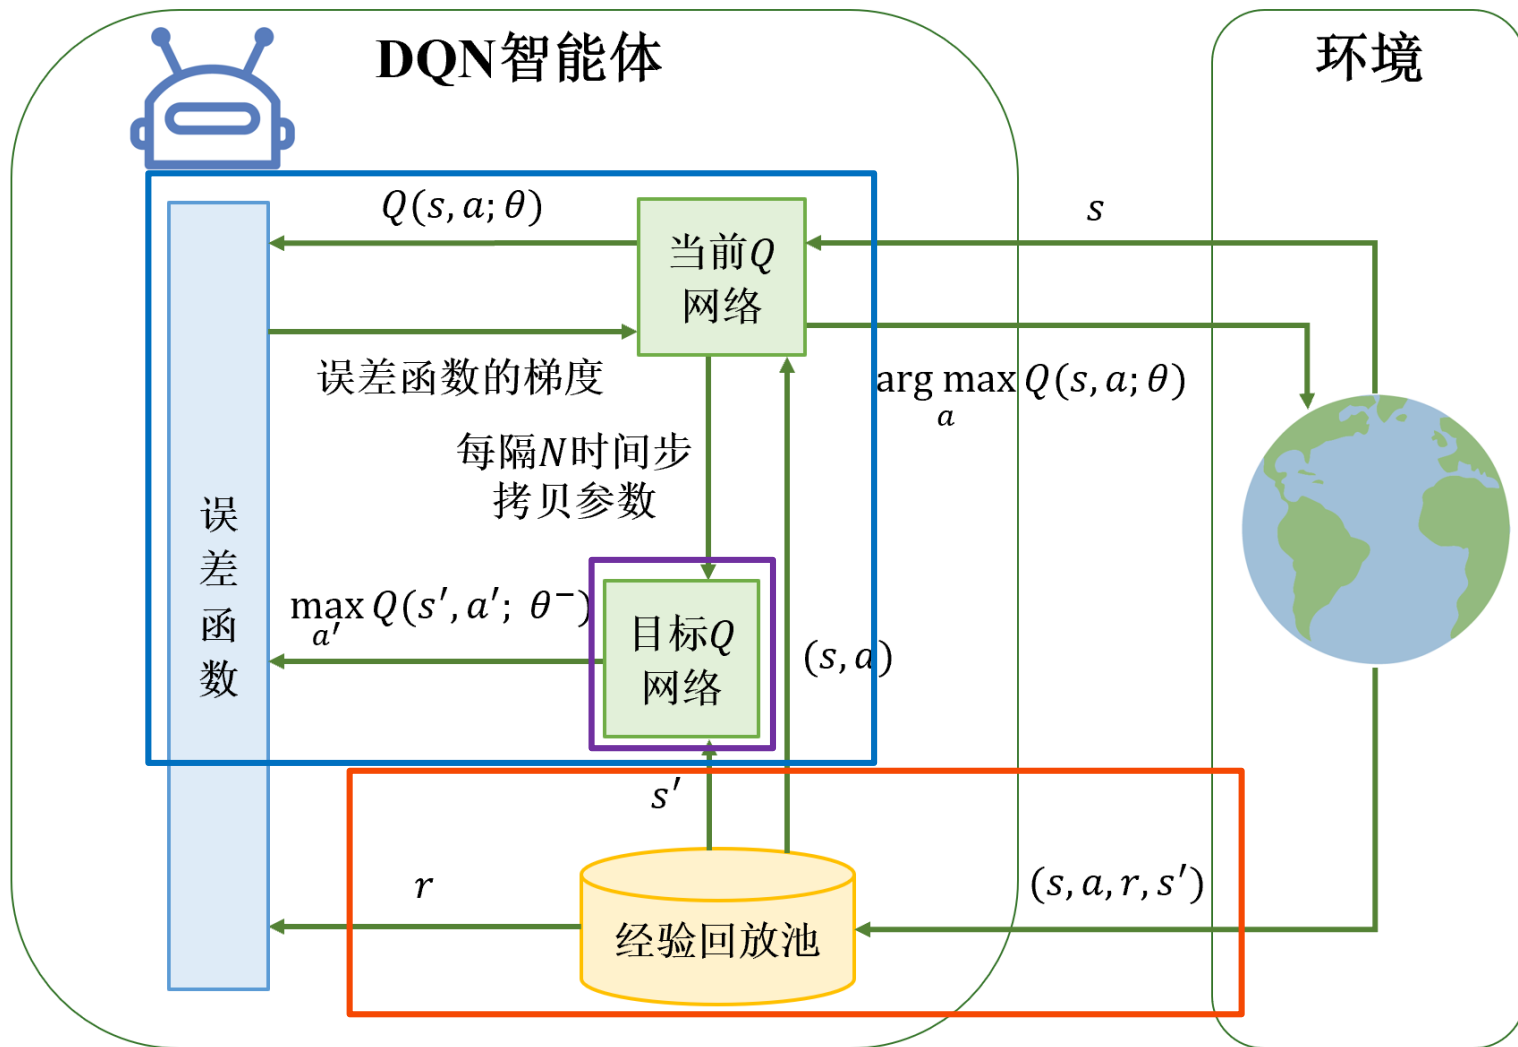 DQN智能体
环境
Q(s, a; θ)
s
当前Q
网络
误差函数的梯度
arg max Q(s, a; θ)
a
每隔N时间步
拷贝参数
误差函数
max Q(s′, a′; θ⁻)
a′
目标Q
网络
(s, a)
s′
r
(s, a, r, s′)
经验回放池